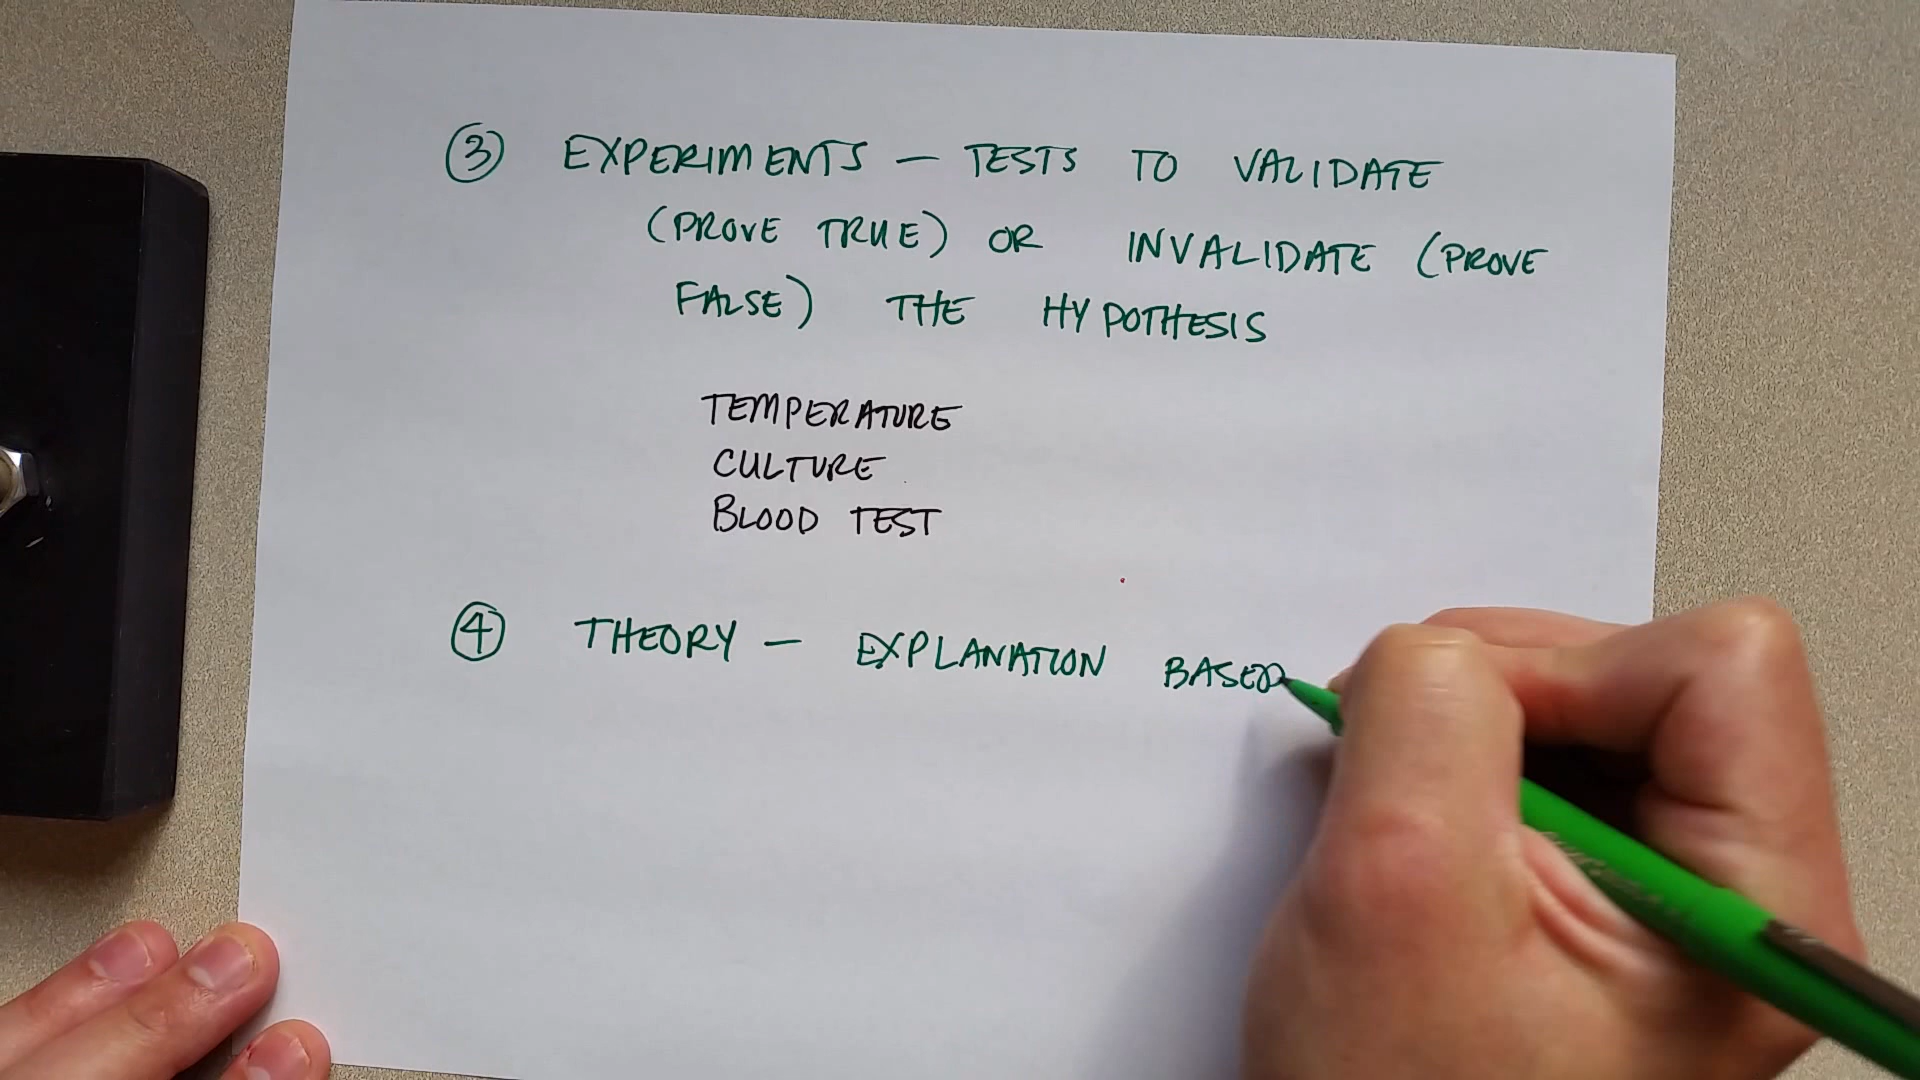 ③ EXPERIMENTS — TESTS TO VALIDATE
(PROVE TRUE) OR INVALIDATE (PROVE
FALSE) THE HYPOTHESIS
TEMPERATURE
CULTURE
BLOOD TEST
④ THEORY — EXPLANATION BASED